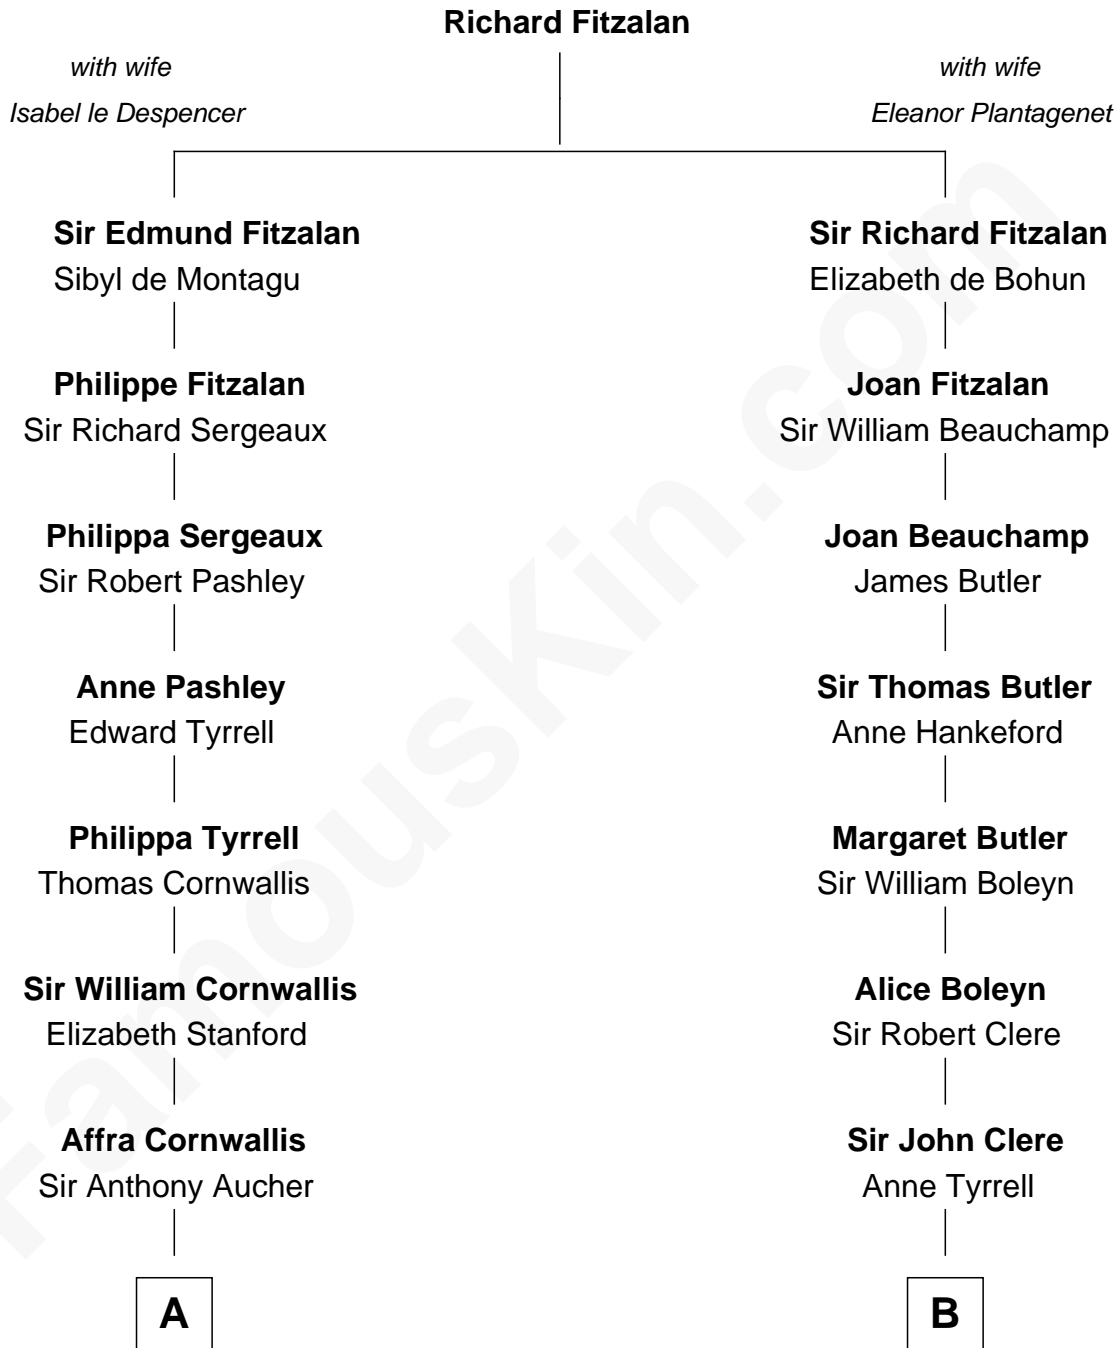 Richard Fitzalan
with wife
Isabel le Despencer
with wife
Eleanor Plantagenet
Sir Edmund Fitzalan
Sibyl de Montagu
Sir Richard Fitzalan
Elizabeth de Bohun
Philippe Fitzalan
Sir Richard Sergeaux
Joan Fitzalan
Sir William Beauchamp
Philippa Sergeaux
Sir Robert Pashley
Joan Beauchamp
James Butler
Anne Pashley
Edward Tyrrell
Sir Thomas Butler
Anne Hankeford
Philippa Tyrrell
Thomas Cornwallis
Margaret Butler
Sir William Boleyn
Sir William Cornwallis
Elizabeth Stanford
Alice Boleyn
Sir Robert Clere
Affra Cornwallis
Sir Anthony Aucher
Sir John Clere
Anne Tyrrell
A
B
FamousKin.com